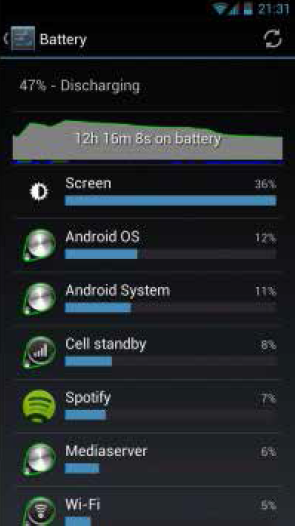 21:31
Battery
47% - Discharging
12h 16m 8s on battery
Screen 36%
Android OS 12%
Android System 11%
Cell standby 8%
Spotify 7%
Mediaserver 6%
Wi-Fi 5%